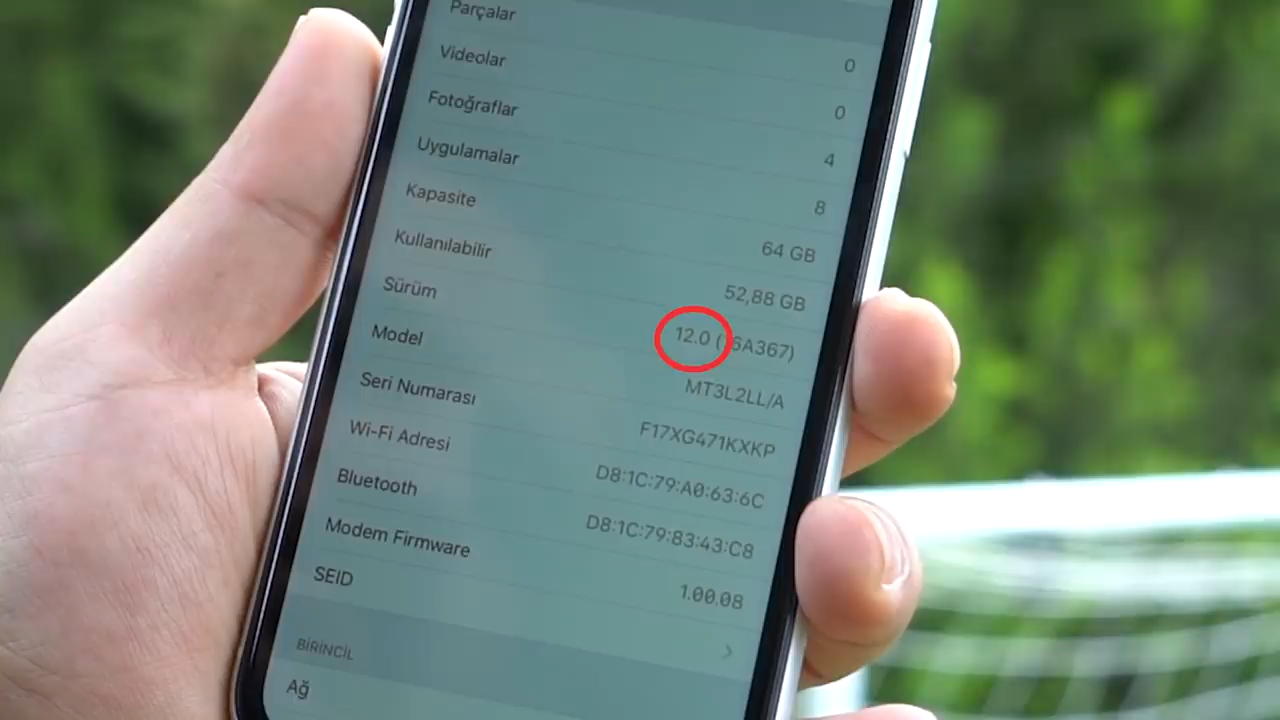 Parçalar 0
Videolar 0
Fotoğraflar 4
Uygulamalar 8
Kapasite 64 GB
Kullanılabilir 52,88 GB
Sürüm 12.0 (16A367)
Model MT3L2LL/A
Seri Numarası F17XG471KXKP
Wi-Fi Adresi D8:1C:79:A0:63:6C
Bluetooth D8:1C:79:83:43:C8
Modem Firmware 1.00.08
SEID
BİRİNCİL
Ağ